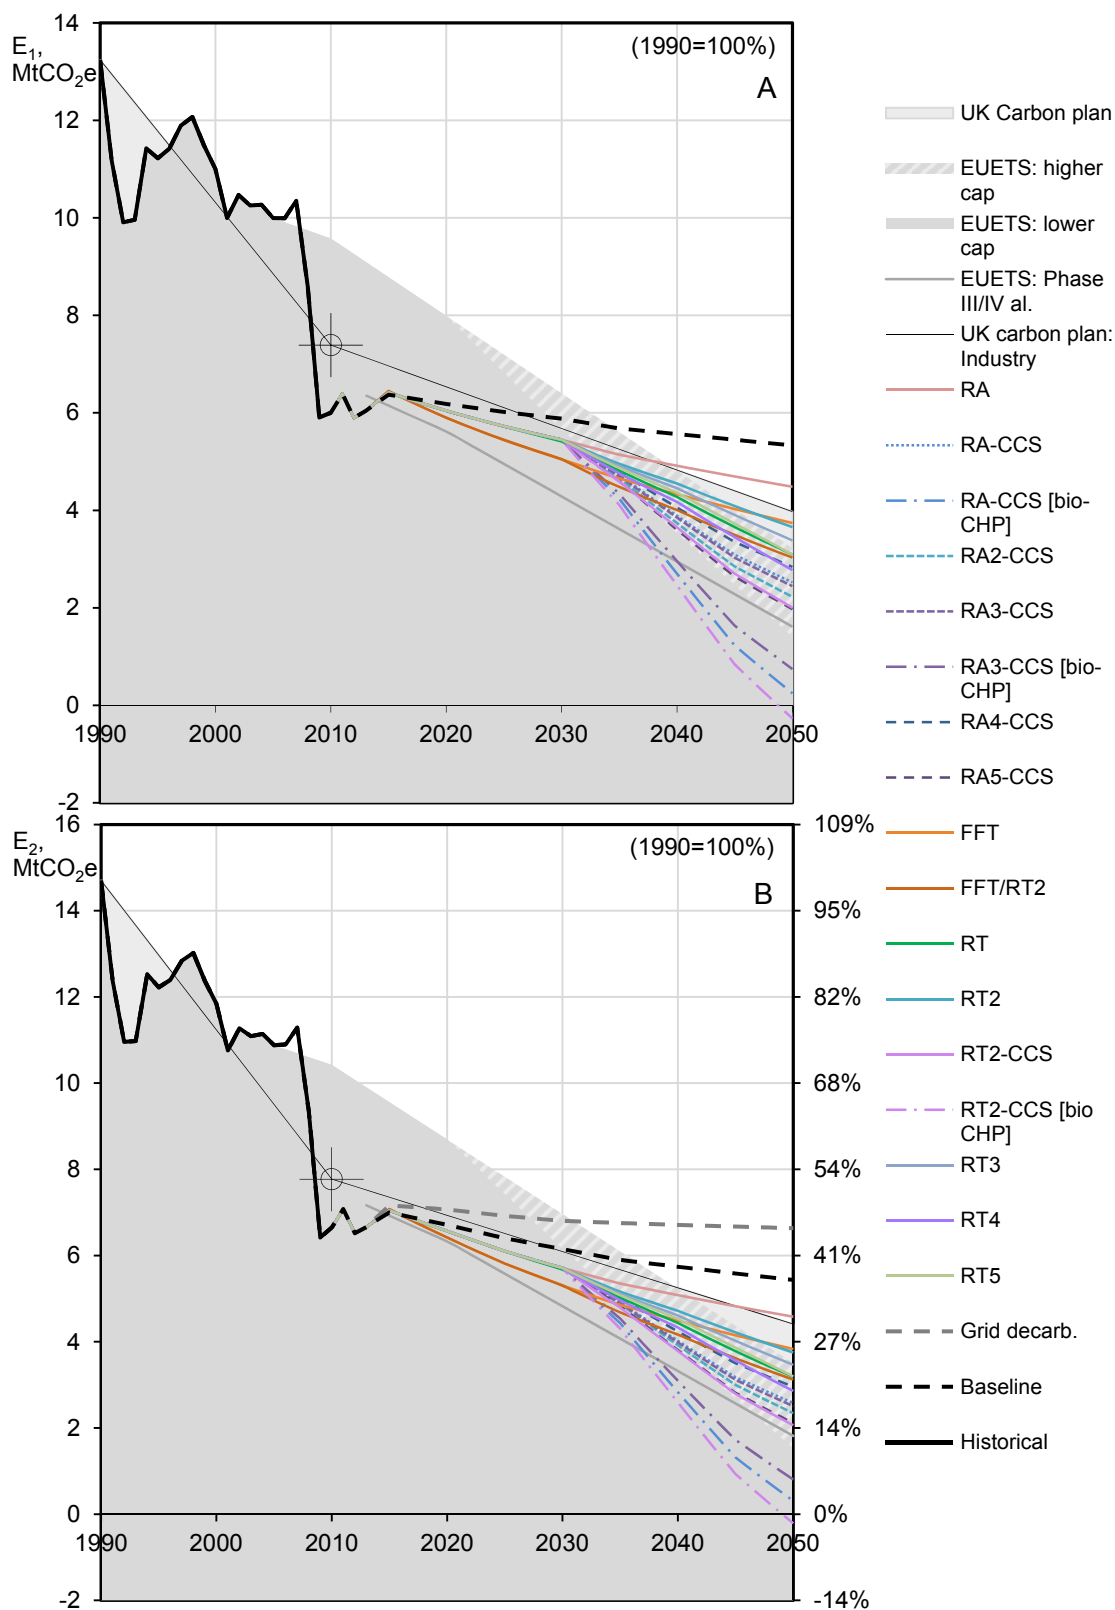 E1,
MtCO2e
(1990=100%)
A
14
12
10
8
6
4
2
0
-2
1990 2000 2010 2020 2030 2040 2050
E2,
MtCO2e
(1990=100%)
B
16
14
12
10
8
6
4
2
0
-2
109%
95%
82%
68%
54%
41%
27%
14%
0%
-14%
1990 2000 2010 2020 2030 2040 2050
UK Carbon plan
EUETS: higher
cap
EUETS: lower
cap
EUETS: Phase
III/IV al.
UK carbon plan:
Industry
RA
RA-CCS
RA-CCS [bio-
CHP]
RA2-CCS
RA3-CCS
RA3-CCS [bio-
CHP]
RA4-CCS
RA5-CCS
FFT
FFT/RT2
RT
RT2
RT2-CCS
RT2-CCS [bio
CHP]
RT3
RT4
RT5
Grid decarb.
Baseline
Historical